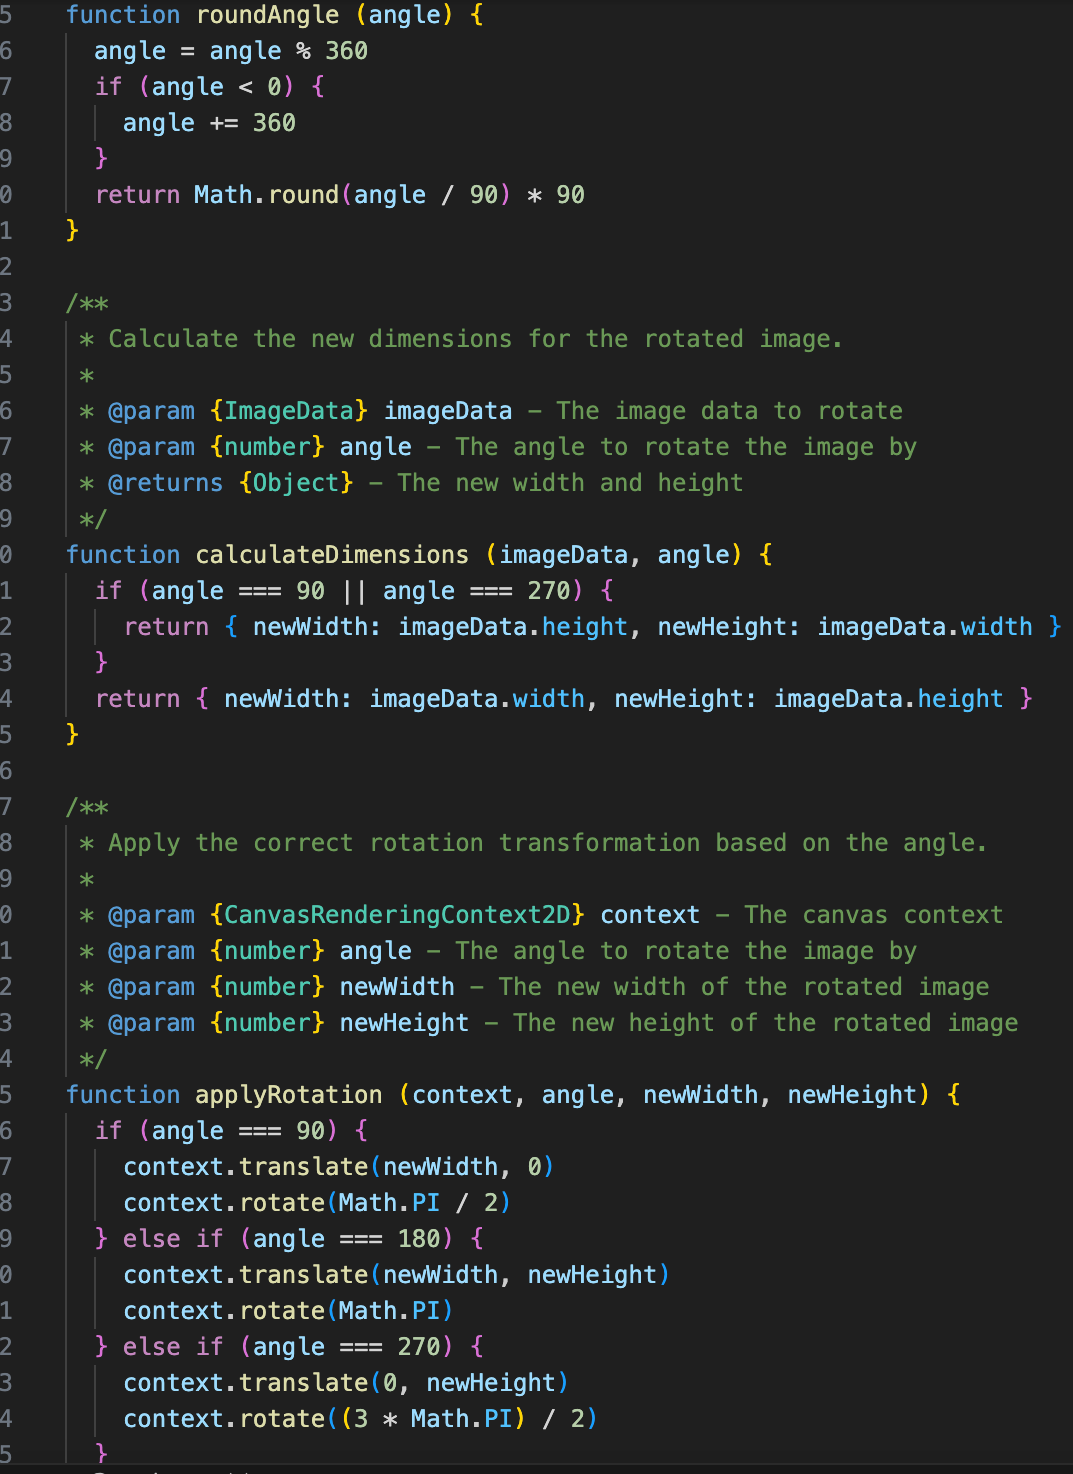 5 function roundAngle (angle) {
6 angle = angle % 360
7 if (angle < 0) {
8 angle += 360
9 }
0 return Math.round(angle / 90) * 90
1 }
2
3 /**
4 * Calculate the new dimensions for the rotated image.
5 *
6 * @param {ImageData} imageData - The image data to rotate
7 * @param {number} angle - The angle to rotate the image by
8 * @returns {Object} - The new width and height
9 */
0 function calculateDimensions (imageData, angle) {
1 if (angle === 90 || angle === 270) {
2 return { newWidth: imageData.height, newHeight: imageData.width }
3 }
4 return { newWidth: imageData.width, newHeight: imageData.height }
5 }
6
7 /**
8 * Apply the correct rotation transformation based on the angle.
9 *
0 * @param {CanvasRenderingContext2D} context - The canvas context
1 * @param {number} angle - The angle to rotate the image by
2 * @param {number} newWidth - The new width of the rotated image
3 * @param {number} newHeight - The new height of the rotated image
4 */
5 function applyRotation (context, angle, newWidth, newHeight) {
6 if (angle === 90) {
7 context.translate(newWidth, 0)
8 context.rotate(Math.PI / 2)
9 } else if (angle === 180) {
0 context.translate(newWidth, newHeight)
1 context.rotate(Math.PI)
2 } else if (angle === 270) {
3 context.translate(0, newHeight)
4 context.rotate((3 * Math.PI) / 2)
5 }